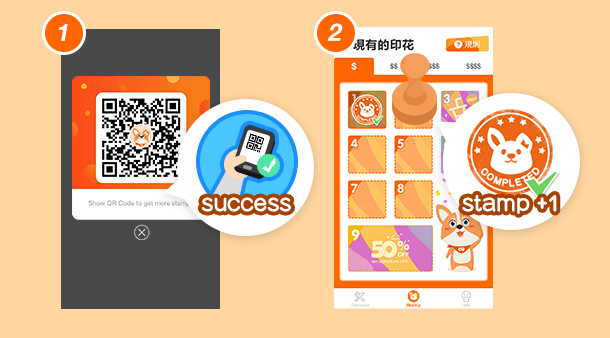 1
Show QR Code to get more stam
success
2
現有的印花
? 規則
$
$$
$$$
$$$$
1
3
4
5
7
8
9
50% OFF
COMPLETED
stamp +1
Discover
Stamp